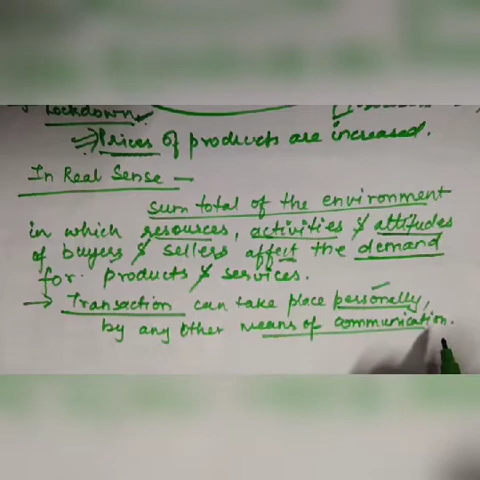 Lockdown.
⇒ Prices of products are increased.
In Real Sense —
sum total of the environment
in which resources, activities & attitudes
of buyers & sellers affect the demand
for products & services.
→ Transaction can take place personally,
by any other means of communication.